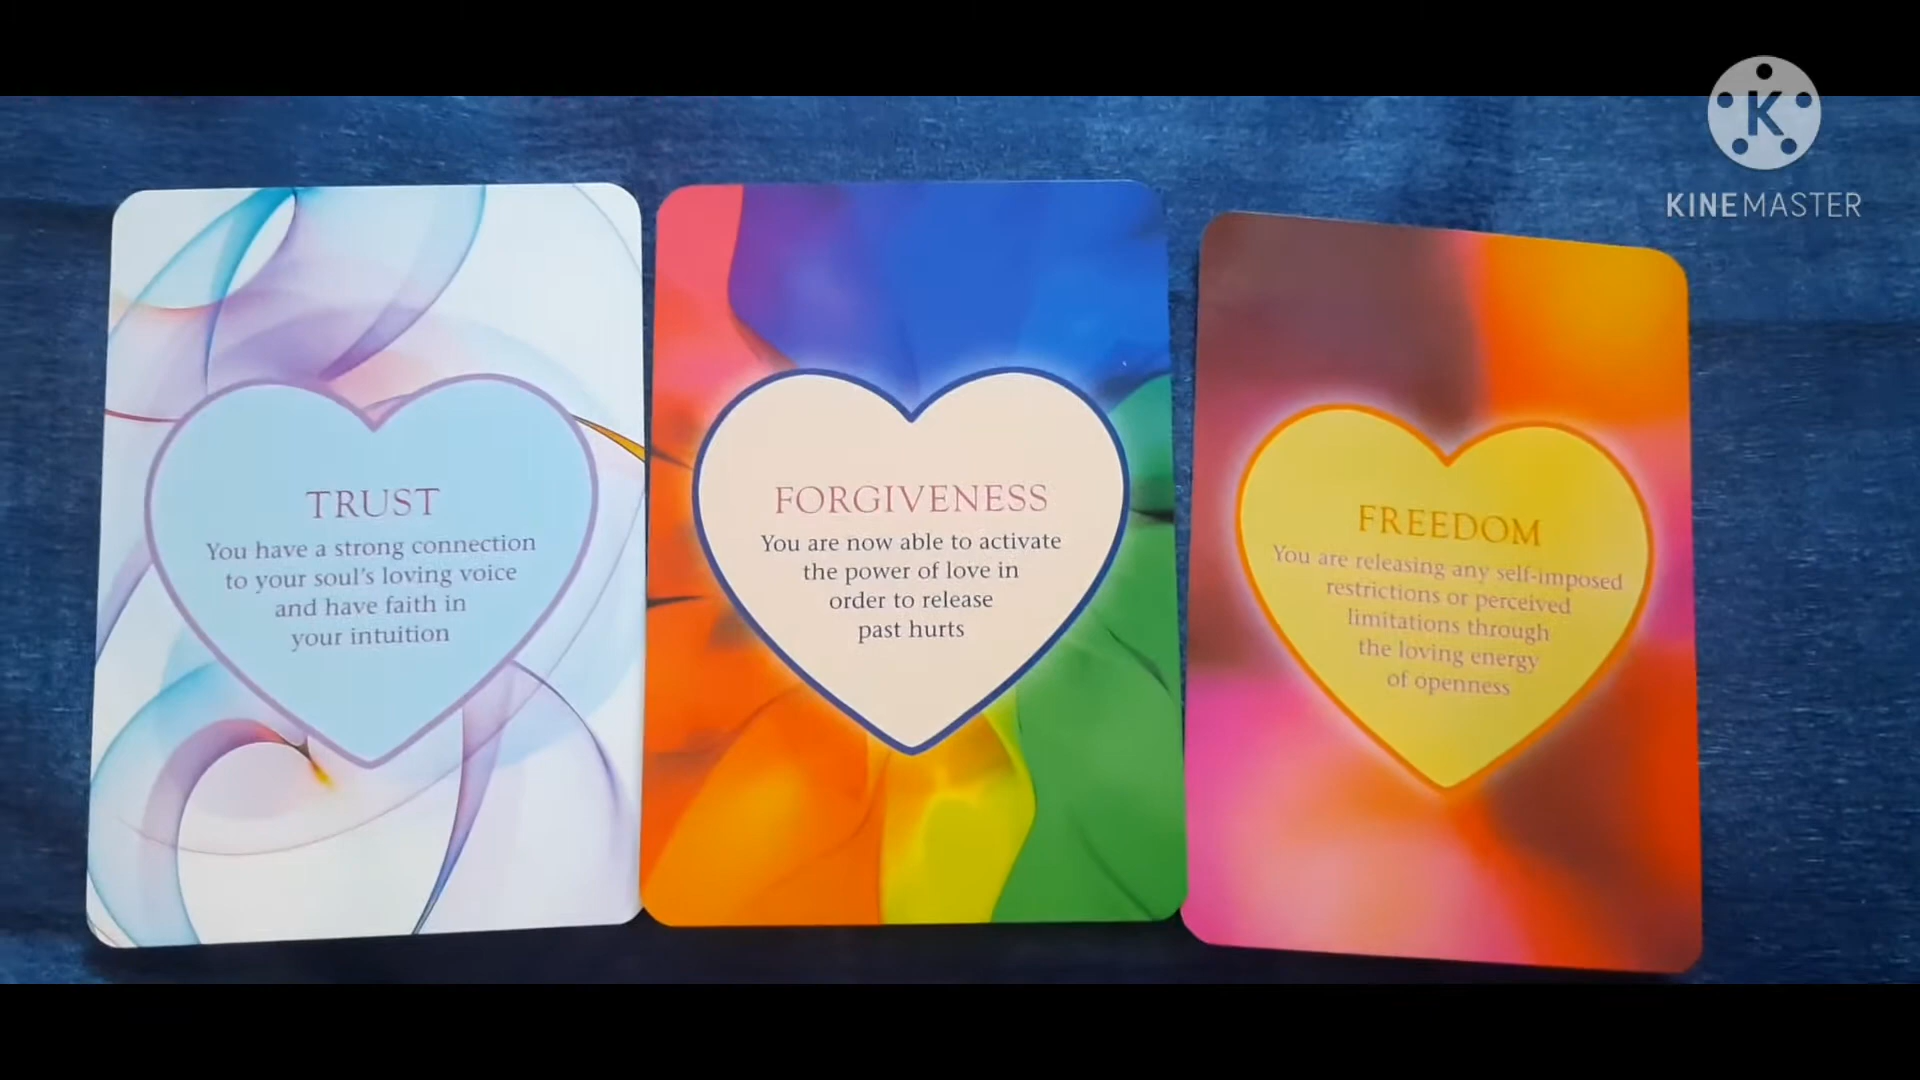 K
KINEMASTER
TRUST
You have a strong connection
to your soul's loving voice
and have faith in
your intuition
FORGIVENESS
You are now able to activate
the power of love in
order to release
past hurts
FREEDOM
You are releasing any self-imposed
restrictions or perceived
limitations through
the loving energy
of openness